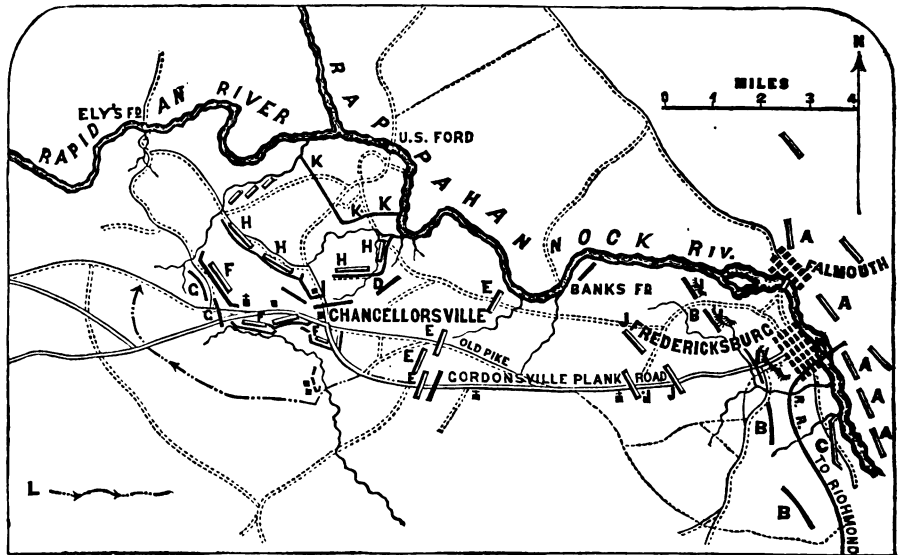 N
MILES
0 1 2 3 4
RAPIDAN RIVER
ELY'S FD
RAPPAHANNOCK RIV.
U.S. FORD
K
K
K
H
H
H
H
F
C
C
F
F
D
E
CHANCELLORSVILLE
E
E
E
OLD PIKE
GORDONSVILLE PLANK ROAD
BANKS FD
A
FALMOUTH
A
B
J
FREDERICKSBURG
J
J
A
A
A
B
B
C
R.R. TO RICHMOND
L